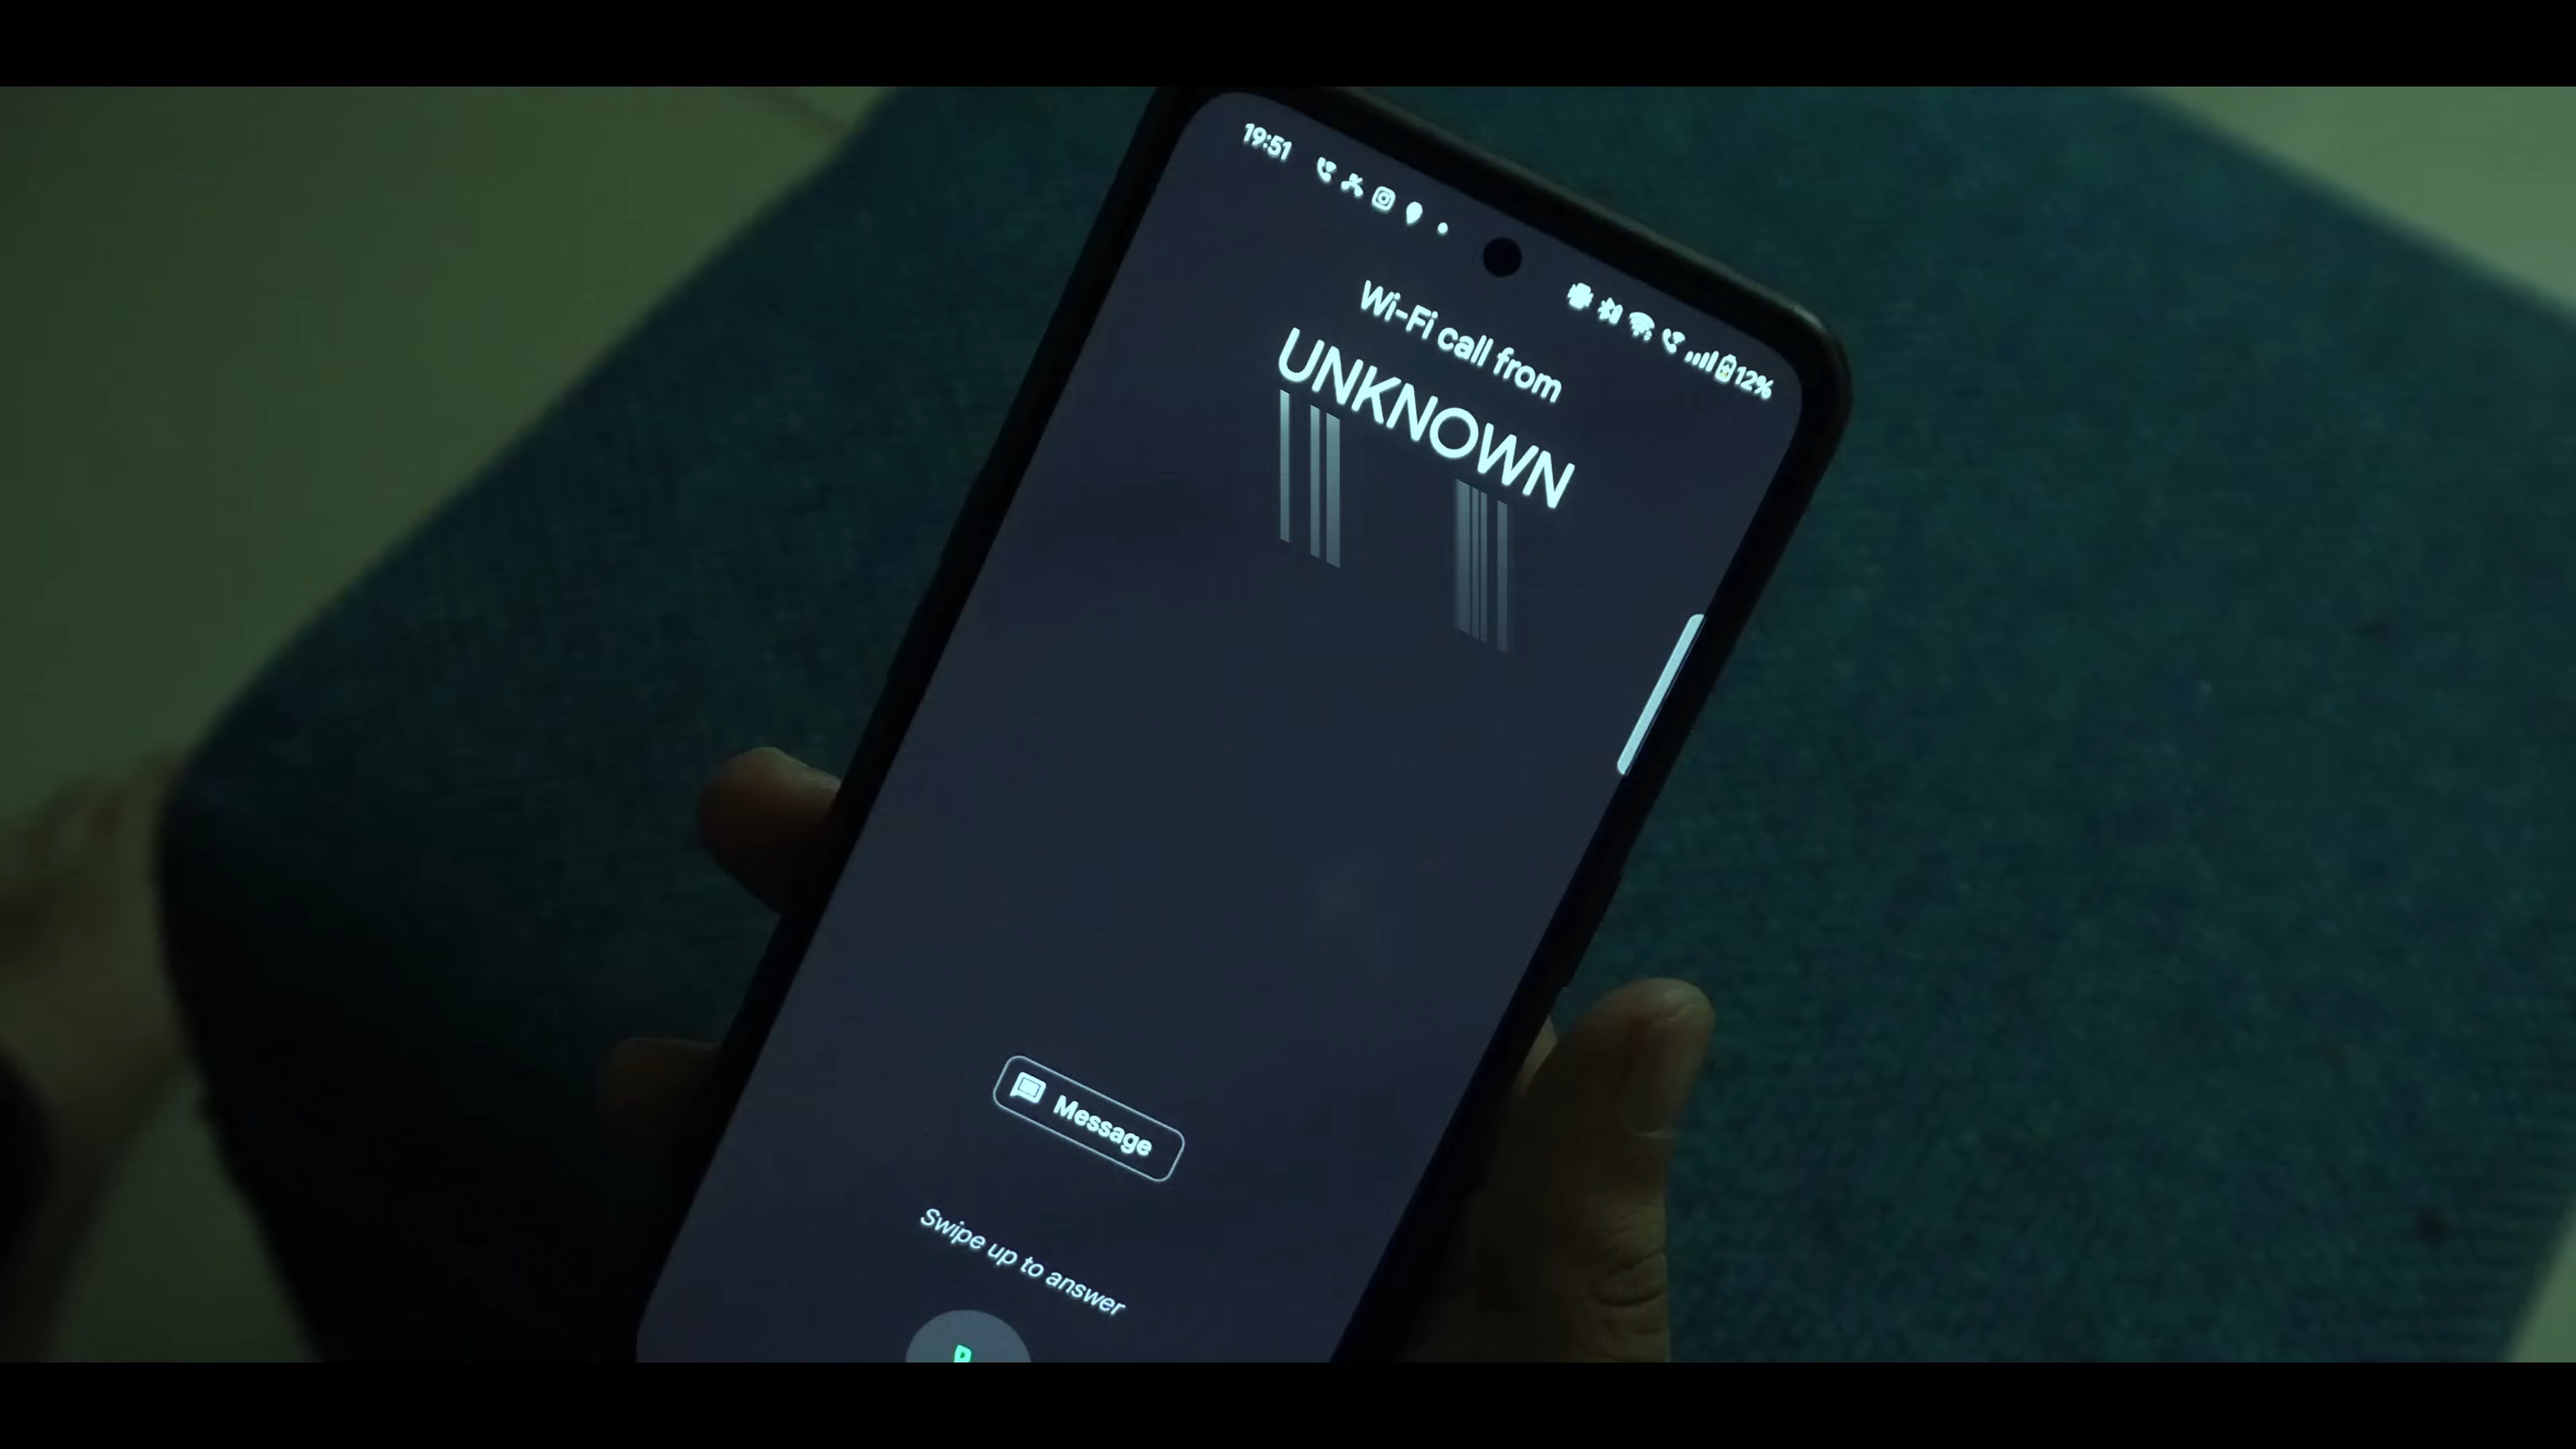 19:51
12%
Wi-Fi call from
UNKNOWN
Message
Swipe up to answer